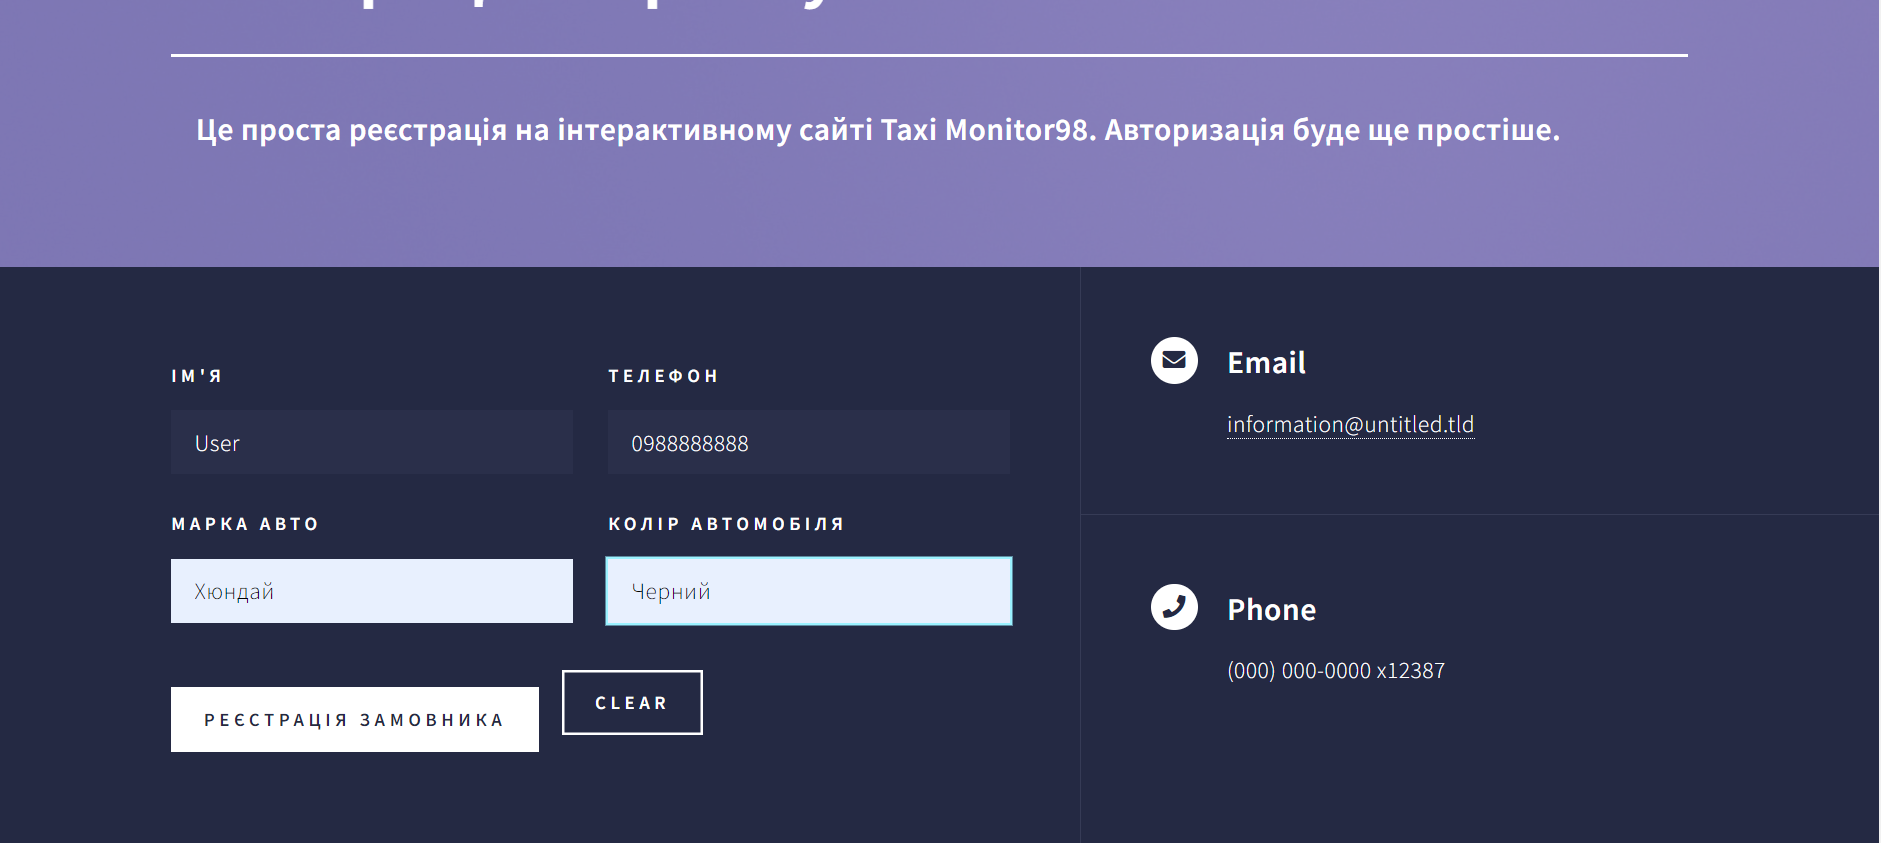 Це проста реєстрація на інтерактивному сайті Taxi Monitor98. Авторизація буде ще простіше.
ІМ'Я
ТЕЛЕФОН
User
0988888888
МАРКА АВТО
КОЛІР АВТОМОБІЛЯ
Хюндай
Черний
РЕЄСТРАЦІЯ ЗАМОВНИКА
CLEAR
Email
information@untitled.tld
Phone
(000) 000-0000 x12387